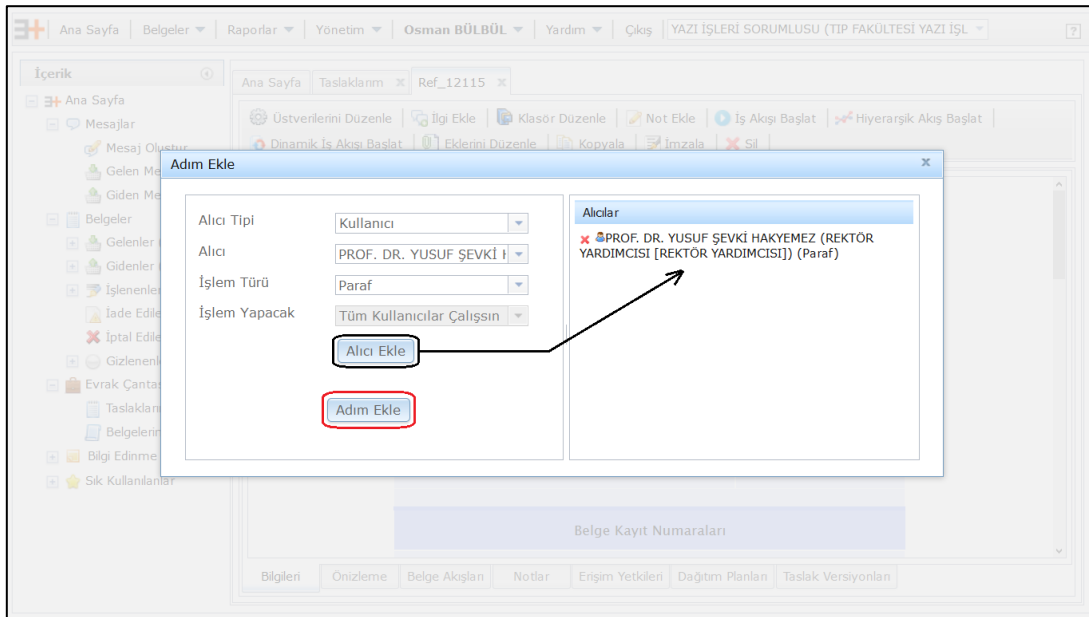 Ana Sayfa Belgeler Raporlar Yönetim Osman BÜLBÜL Yardım Çıkış YAZI İŞLERİ SORUMLUSU (TIP FAKÜLTESİ YAZI İŞL ?
İçerik
Ana Sayfa
Mesajlar
Mesaj Oluştur
Gelen Me
Giden Me
Belgeler
Gelenler
Gidenler
İşlenenler
İade Edile
İptal Edile
Gizlenenl
Evrak Çantas
Taslakları
Belgelerim
Bilgi Edinme
Sık Kullanılanlar
Ana Sayfa Taslaklarım x Ref_12115 x
Üstverilerini Düzenle İlgi Ekle Klasör Düzenle Not Ekle İş Akışı Başlat Hiyerarşik Akış Başlat
Dinamik İş Akışı Başlat Eklerini Düzenle Kopyala İmzala Sil
Adım Ekle x
Alıcı Tipi Kullanıcı
Alıcı PROF. DR. YUSUF ŞEVKİ H
İşlem Türü Paraf
İşlem Yapacak Tüm Kullanıcılar Çalışsın
Alıcı Ekle
Adım Ekle
Alıcılar
PROF. DR. YUSUF ŞEVKİ HAKYEMEZ (REKTÖR
YARDIMCISI [REKTÖR YARDIMCISI]) (Paraf)
Belge Kayıt Numaraları
Bilgileri Önizleme Belge Akışları Notlar Erişim Yetkileri Dağıtım Planları Taslak Versiyonları